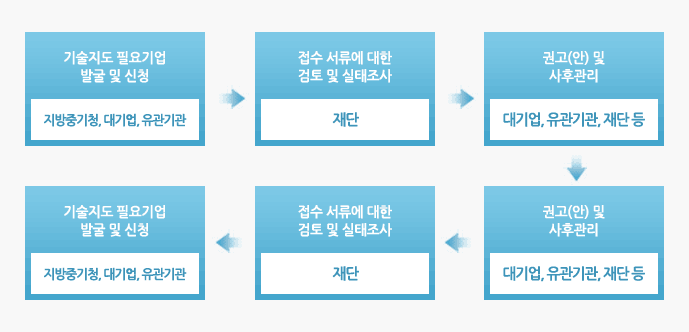 기술지도 필요기업
발굴 및 신청
지방중기청, 대기업, 유관기관
접수 서류에 대한
검토 및 실태조사
재단
권고(안) 및
사후관리
대기업, 유관기관, 재단 등
권고(안) 및
사후관리
대기업, 유관기관, 재단 등
접수 서류에 대한
검토 및 실태조사
재단
기술지도 필요기업
발굴 및 신청
지방중기청, 대기업, 유관기관